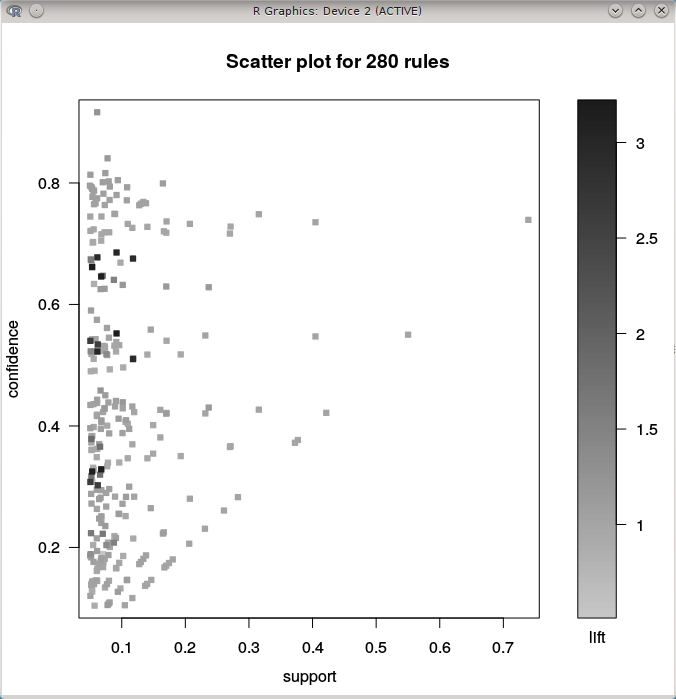 R Graphics: Device 2 (ACTIVE)
Scatter plot for 280 rules
confidence
0.8
0.6
0.4
0.2
0.1 0.2 0.3 0.4 0.5 0.6 0.7
support
3
2.5
2
1.5
1
lift